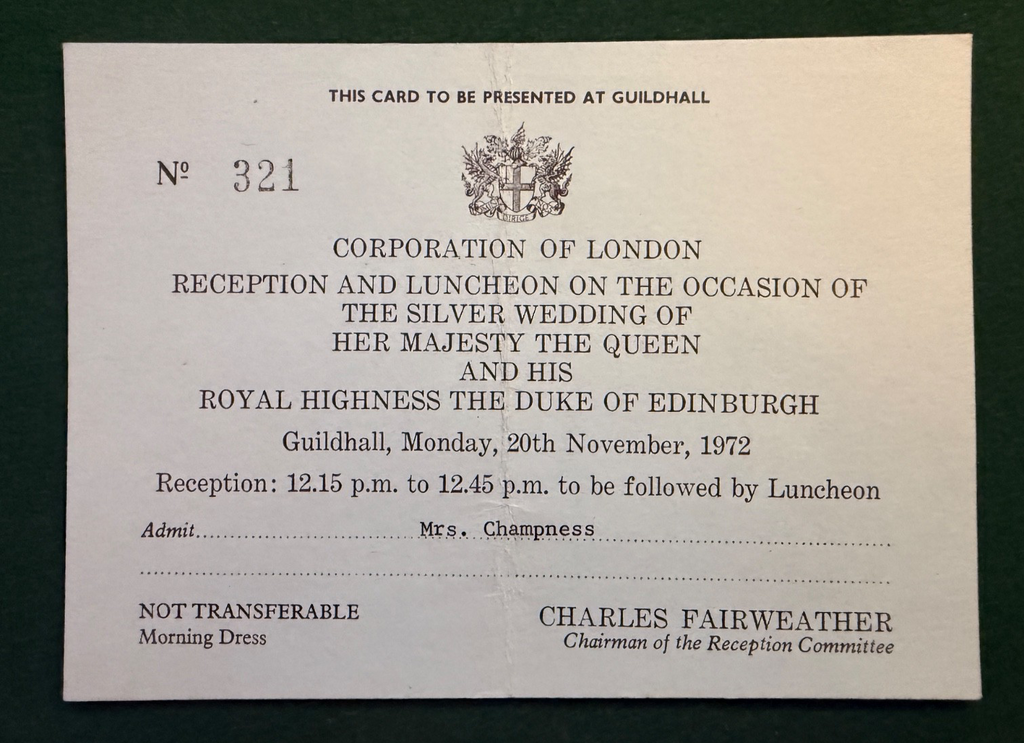 THIS CARD TO BE PRESENTED AT GUILDHALL
Nº 321
DIRIGE
CORPORATION OF LONDON
RECEPTION AND LUNCHEON ON THE OCCASION OF
THE SILVER WEDDING OF
HER MAJESTY THE QUEEN
AND HIS
ROYAL HIGHNESS THE DUKE OF EDINBURGH
Guildhall, Monday, 20th November, 1972
Reception: 12.15 p.m. to 12.45 p.m. to be followed by Luncheon
Admit.....Mrs. Champness.....
NOT TRANSFERABLE
Morning Dress
CHARLES FAIRWEATHER
Chairman of the Reception Committee